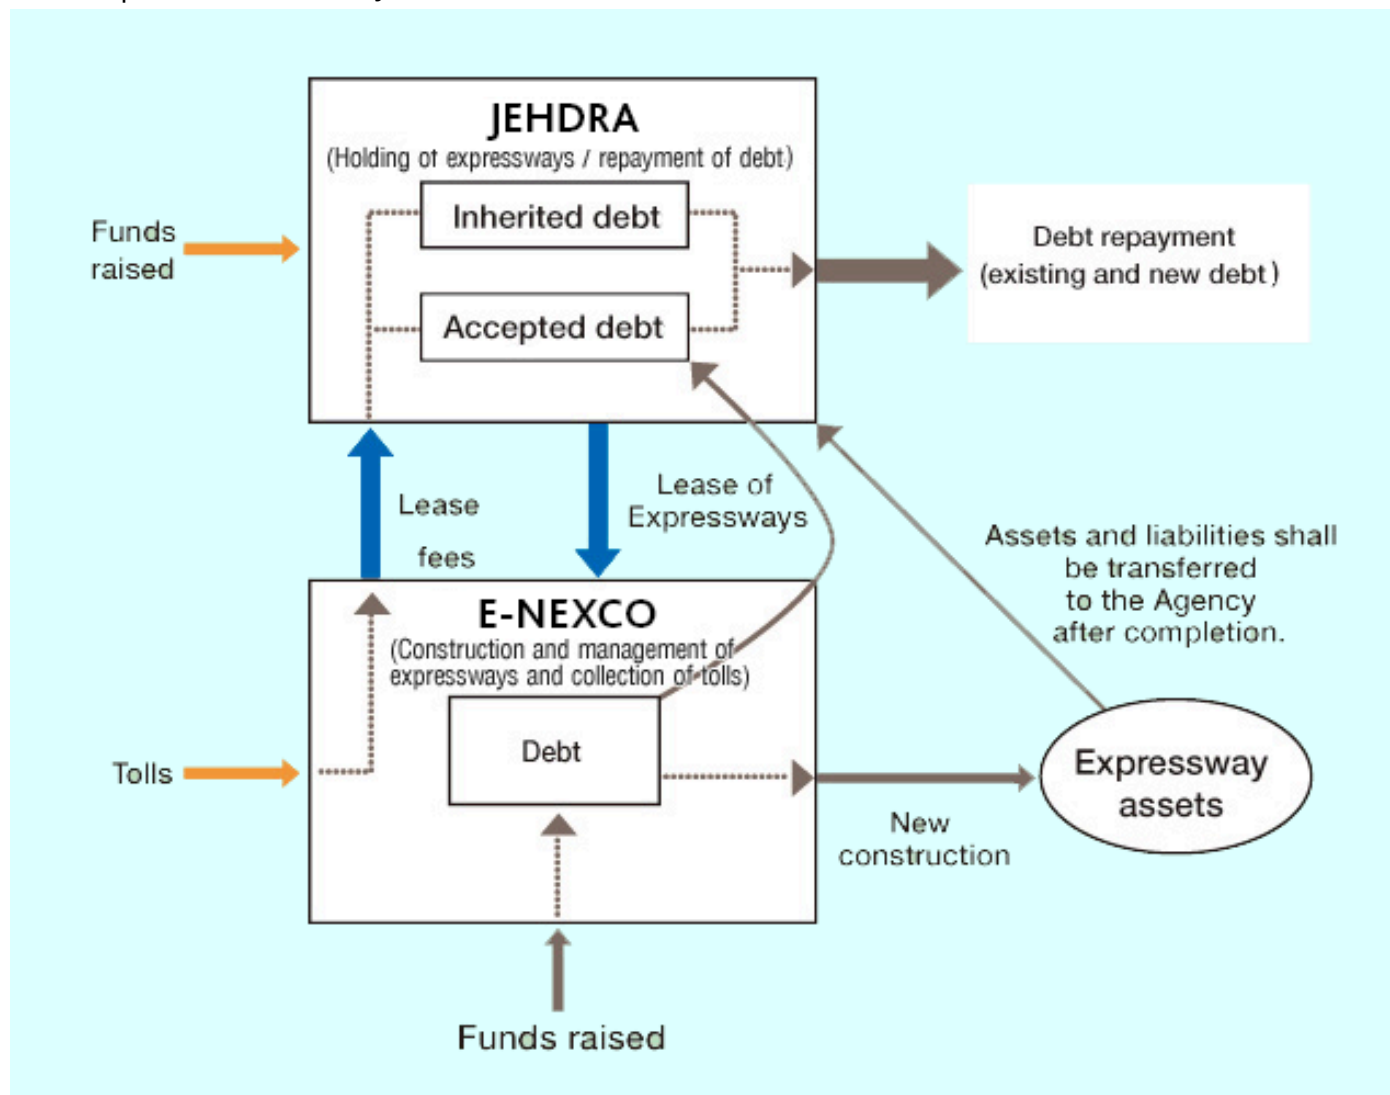 JEHDRA
(Holding of expressways / repayment of debt)
Inherited debt
Accepted debt
Funds
raised
Debt repayment
(existing and new debt)
Lease
fees
Lease of
Expressways
Assets and liabilities shall
be transferred
to the Agency
after completion.
E-NEXCO
(Construction and management of
expressways and collection of tolls)
Debt
Tolls
Expressway
assets
New
construction
Funds raised